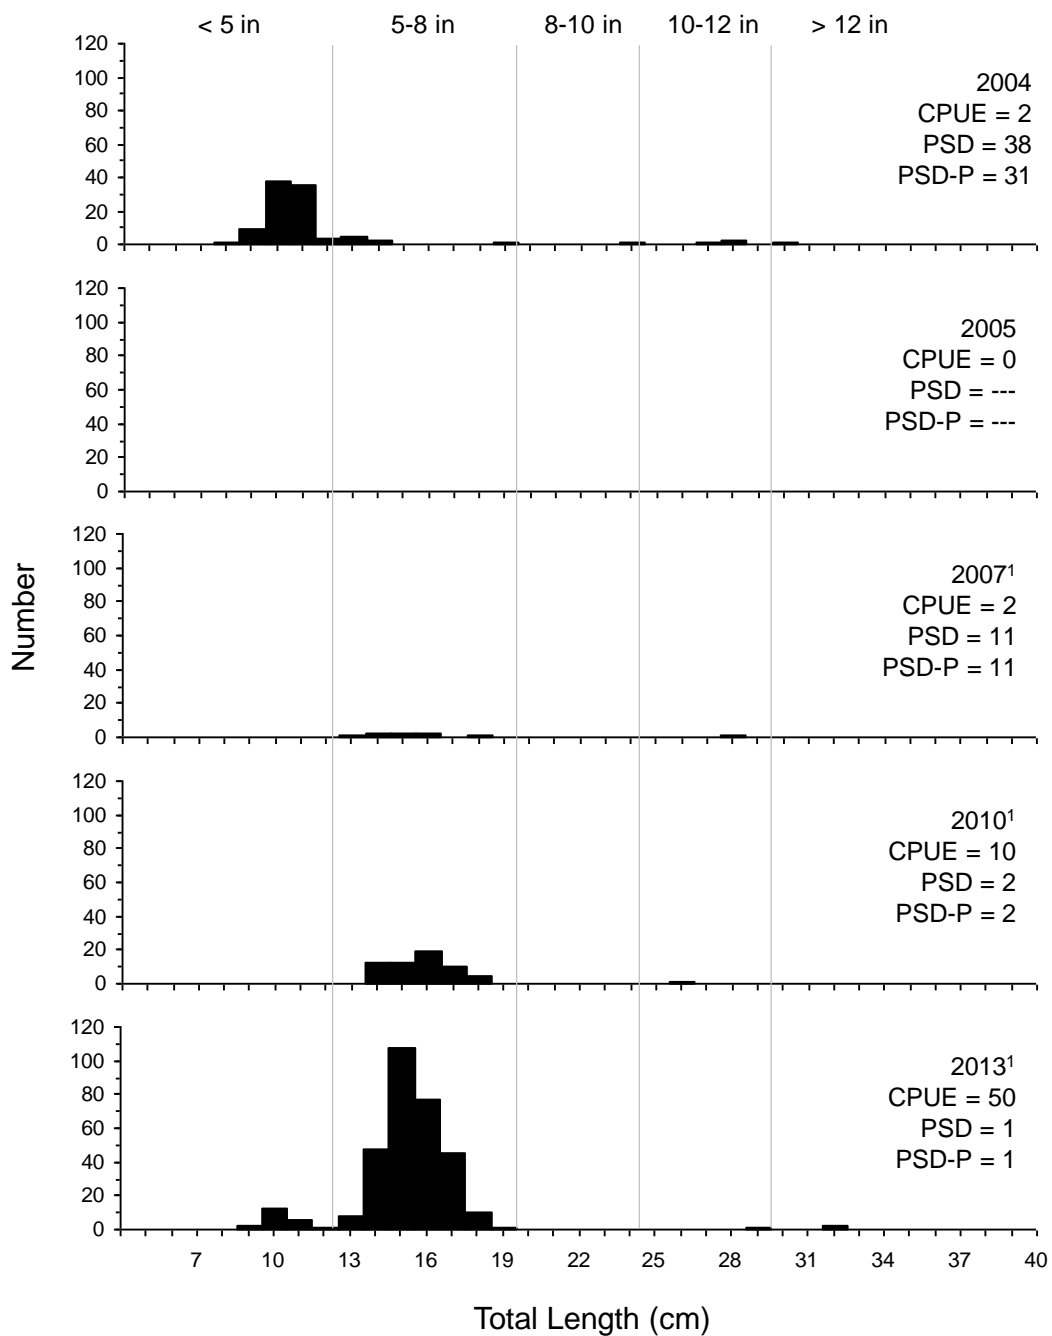 < 5 in 5-8 in 8-10 in 10-12 in > 12 in
120
100
80
60
40
20
0
2004
CPUE = 2
PSD = 38
PSD-P = 31
120
100
80
60
40
20
0
2005
CPUE = 0
PSD = ---
PSD-P = ---
120
100
80
60
40
20
0
2007¹
CPUE = 2
PSD = 11
PSD-P = 11
Number
120
100
80
60
40
20
0
2010¹
CPUE = 10
PSD = 2
PSD-P = 2
120
100
80
60
40
20
0
2013¹
CPUE = 50
PSD = 1
PSD-P = 1
7 10 13 16 19 22 25 28 31 34 37 40
Total Length (cm)